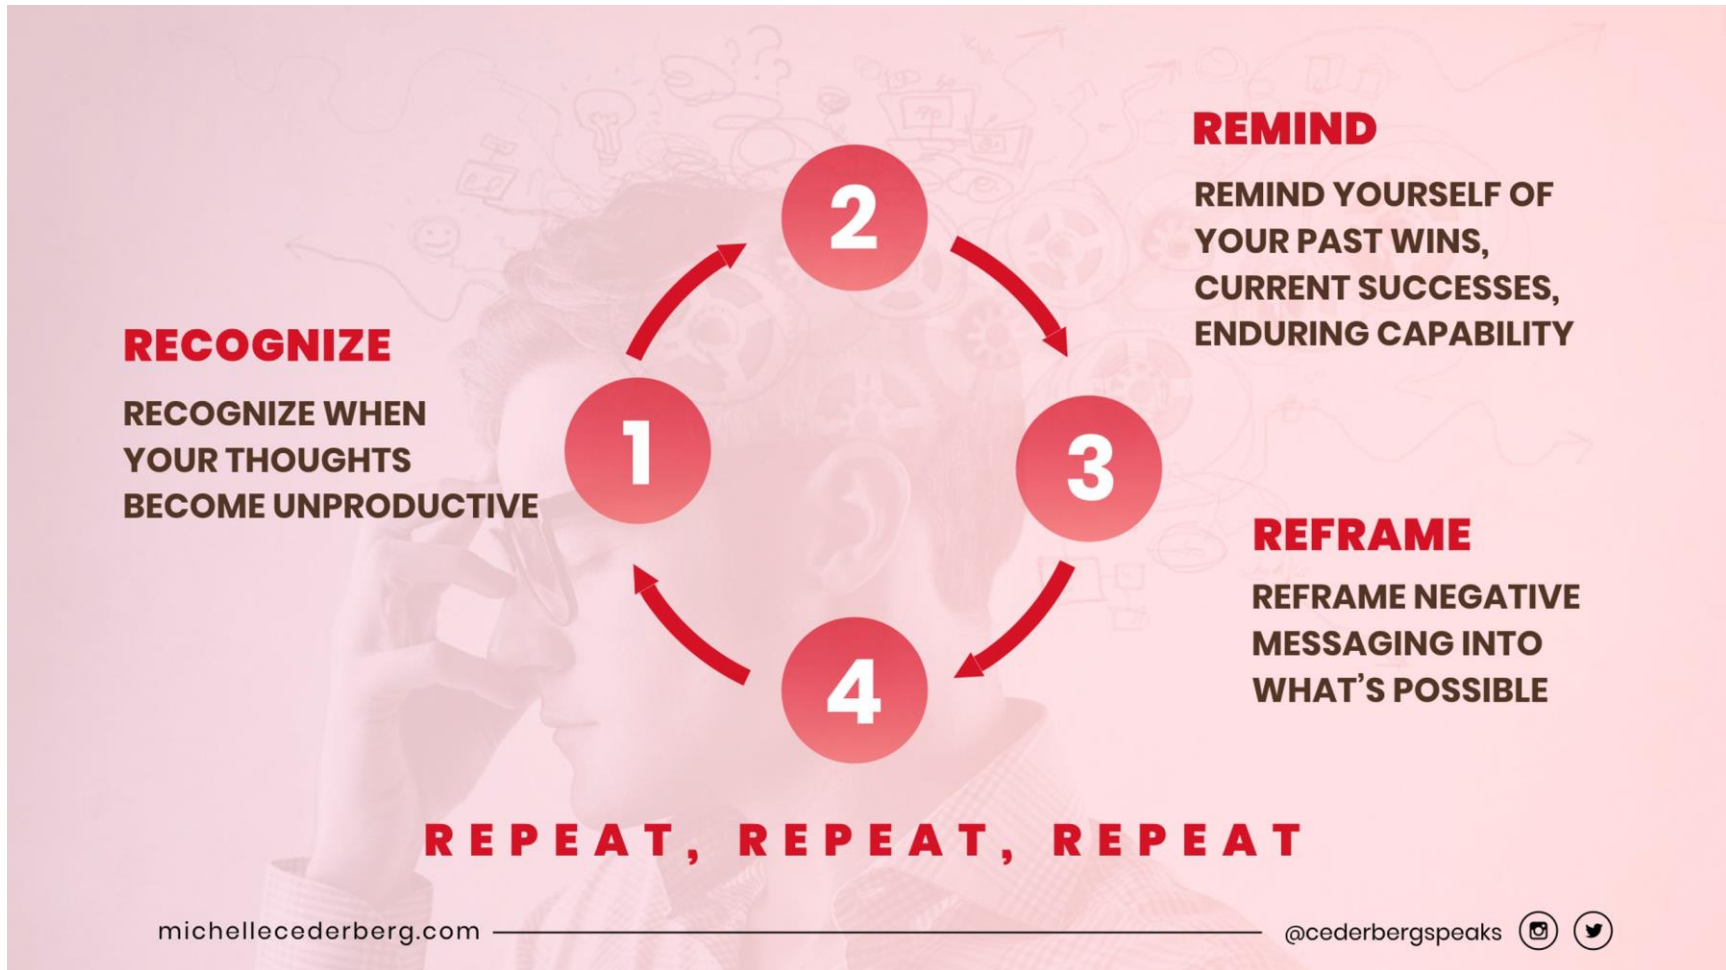 1
RECOGNIZE
RECOGNIZE WHEN
YOUR THOUGHTS
BECOME UNPRODUCTIVE
2
REMIND
REMIND YOURSELF OF
YOUR PAST WINS,
CURRENT SUCCESSES,
ENDURING CAPABILITY
3
REFRAME
REFRAME NEGATIVE
MESSAGING INTO
WHAT'S POSSIBLE
4
REPEAT, REPEAT, REPEAT
michellecederberg.com
@cederbergspeaks